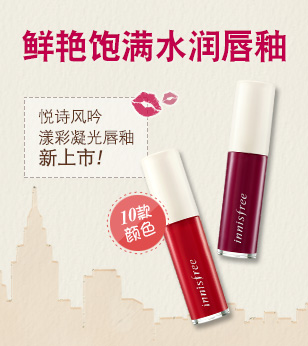 鲜艳饱满水润唇釉
悦诗风吟
漾彩凝光唇釉
新上市!
10款
颜色
innisfree
innisfree